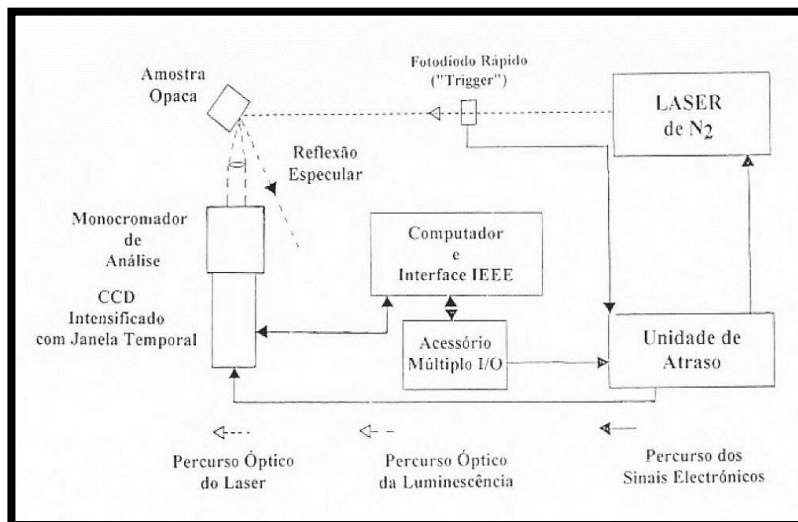 Amostra
Opaca
Fotodíodo Rápido
("Trigger")
LASER
de N2
Reflexão
Especular
Monocromador
de
Análise
Computador
e
Interface IEEE
CCD
Intensificado
com Janela Temporal
Acessório
Múltiplo I/O
Unidade de
Atraso
Percurso Óptico
do Laser
Percurso Óptico
da Luminescência
Percurso dos
Sinais Electrónicos